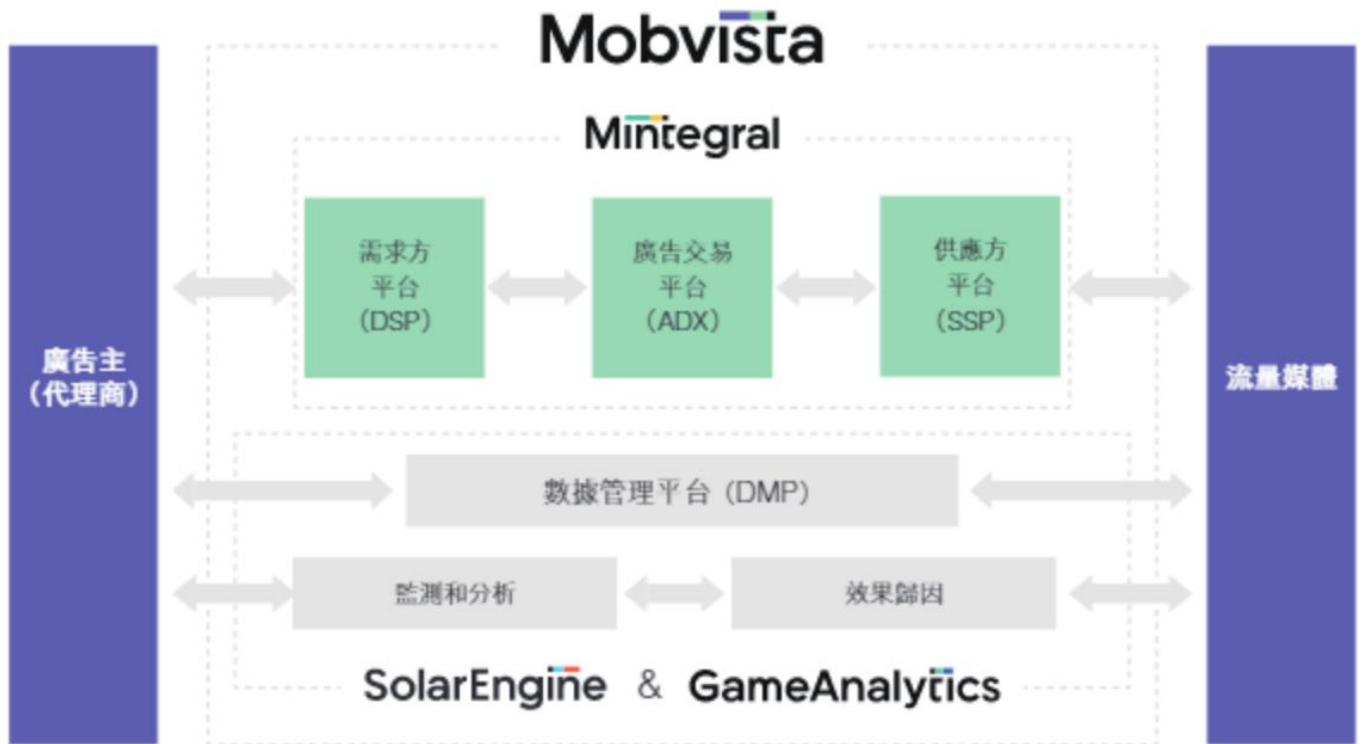 Mobvista
Mintegral
需求方
平台
（DSP）
廣告交易
平台
（ADX）
供應方
平台
（SSP）
廣告主
（代理商）
流量媒體
數據管理平台（DMP）
監測和分析
效果歸因
SolarEngine & GameAnalytics